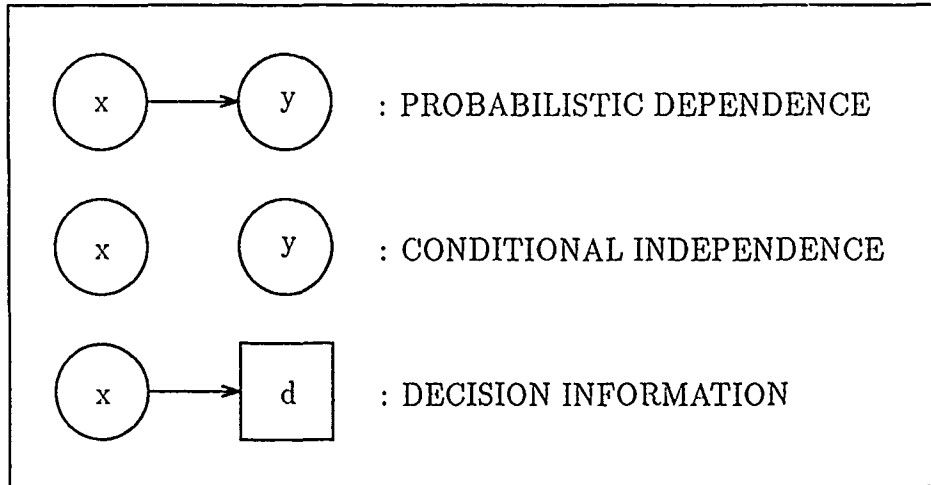 x y : PROBABILISTIC DEPENDENCE
x y : CONDITIONAL INDEPENDENCE
x d : DECISION INFORMATION